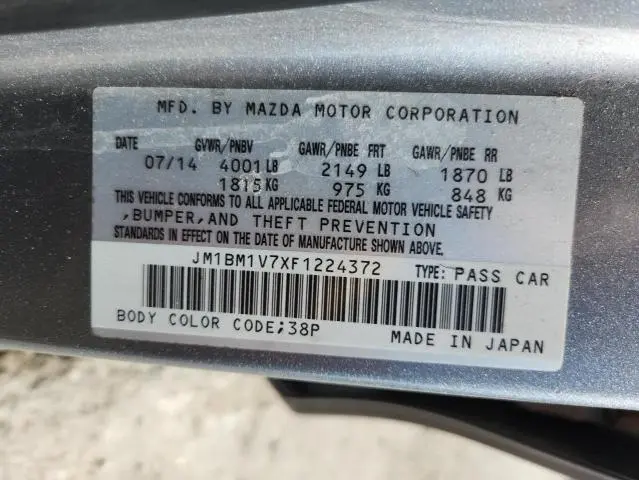 MFD. BY MAZDA MOTOR CORPORATION
DATE GVWR/PNBV GAWR/PNBE FRT GAWR/PNBE RR
07/14 4001 LB 2149 LB 1870 LB
1815 KG 975 KG 848 KG
THIS VEHICLE CONFORMS TO ALL APPLICABLE FEDERAL MOTOR VEHICLE SAFETY
,BUMPER,AND THEFT PREVENTION
STANDARDS IN EFFECT ON THE DATE OF MANUFACTURE SHOWN ABOVE.
JM1BM1V7XF1224372 TYPE: PASS CAR
BODY COLOR CODE;38P MADE IN JAPAN